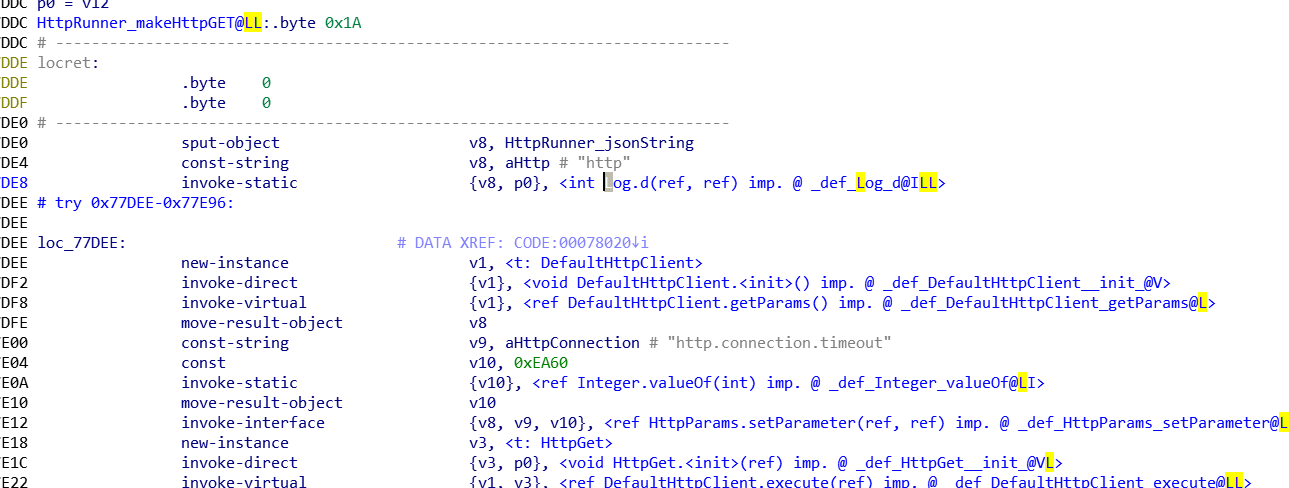 DDC p0 = v12
DDC HttpRunner_makeHttpGET@LL:.byte 0x1A
DDC # ---------------------------------------------------------------------------
DDE locret:
DDE .byte 0
DDF .byte 0
DE0 # ---------------------------------------------------------------------------
DE0 sput-object v8, HttpRunner_jsonString
DE4 const-string v8, aHttp # "http"
DE8 invoke-static {v8, p0}, <int Log.d(ref, ref) imp. @ _def_Log_d@ILL>
DEE # try 0x77DEE-0x77E96:
DEE
DEE loc_77DEE: # DATA XREF: CODE:00078020↓i
DEE new-instance v1, <t: DefaultHttpClient>
DF2 invoke-direct {v1}, <void DefaultHttpClient.<init>() imp. @ _def_DefaultHttpClient__init_@V>
DF8 invoke-virtual {v1}, <ref DefaultHttpClient.getParams() imp. @ _def_DefaultHttpClient_getParams@L>
DFE move-result-object v8
E00 const-string v9, aHttpConnection # "http.connection.timeout"
E04 const v10, 0xEA60
E0A invoke-static {v10}, <ref Integer.valueOf(int) imp. @ _def_Integer_valueOf@LI>
E10 move-result-object v10
E12 invoke-interface {v8, v9, v10}, <ref HttpParams.setParameter(ref, ref) imp. @ _def_HttpParams_setParameter@L
E18 new-instance v3, <t: HttpGet>
E1C invoke-direct {v3, p0}, <void HttpGet.<init>(ref) imp. @ _def_HttpGet__init_@VL>
E22 invoke-virtual {v1, v3}, <ref DefaultHttpClient.execute(ref) imp. @ _def_DefaultHttpClient_execute@LL>